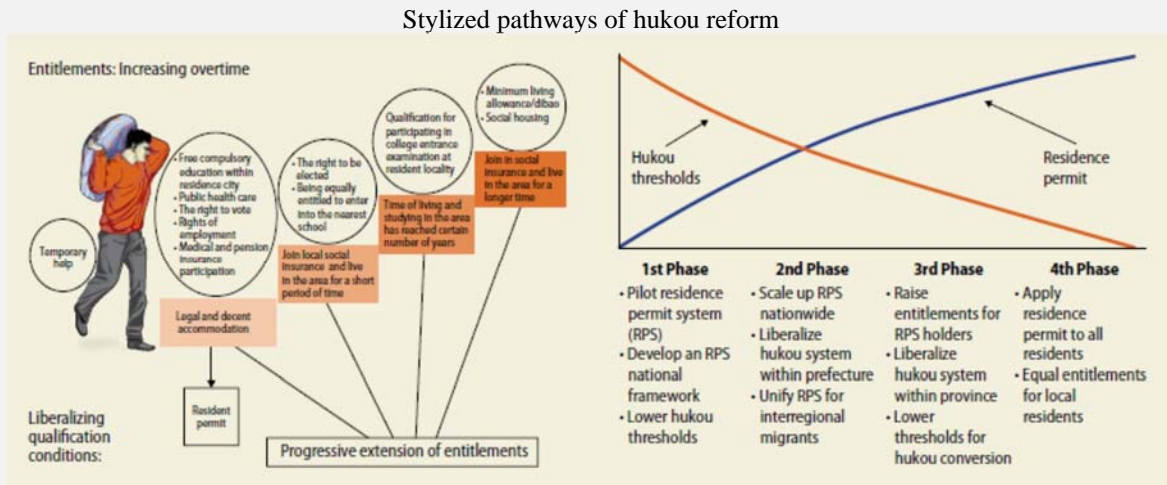 Stylized pathways of hukou reform
Entitlements: Increasing overtime
Temporary
help
• Free compulsory
education within
residence city
• Public health care
• The right to vote
• Rights of
employment
• Medical and pension
insurance
participation
Legal and decent
accommodation
• The right to be
elected
• Being equally
entitled to enter
into the nearest
school
Join local social
insurance and live
in the area for a short
period of time
Qualification for
participating in
college entrance
examination at
resident locality
Time of living and
studying in the area
has reached certain
number of years
• Minimum living
allowance/dibao
• Social housing
Join in social
insurance and live
in the area for a
longer time
Liberalizing
qualification
conditions:
Resident
permit
Progressive extension of entitlements
Hukou
thresholds
Residence
permit
1st Phase
• Pilot residence
permit system
(RPS)
• Develop an RPS
national
framework
• Lower hukou
thresholds
2nd Phase
• Scale up RPS
nationwide
• Liberalize
hukou system
within prefecture
• Unify RPS for
interregional
migrants
3rd Phase
• Raise
entitlements for
RPS holders
• Liberalize
hukou system
within province
• Lower
thresholds for
hukou conversion
4th Phase
• Apply
residence
permit to all
residents
• Equal entitlements
for local
residents